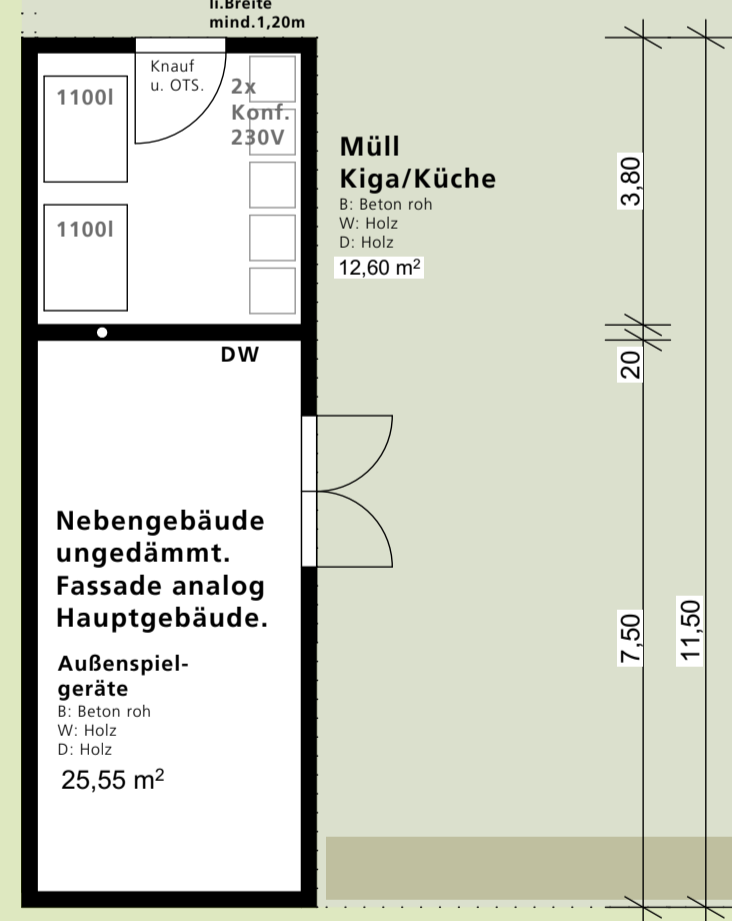 li.Breite
mind.1,20m
Knauf
u. OTS.
2x
Konf.
230V
1100l
1100l
Müll
Kiga/Küche
B: Beton roh
W: Holz
D: Holz
12,60 m²
3,80
20
DW
Nebengebäude
ungedämmt.
Fassade analog
Hauptgebäude.
Außenspiel-
geräte
B: Beton roh
W: Holz
D: Holz
25,55 m²
7,50
11,50